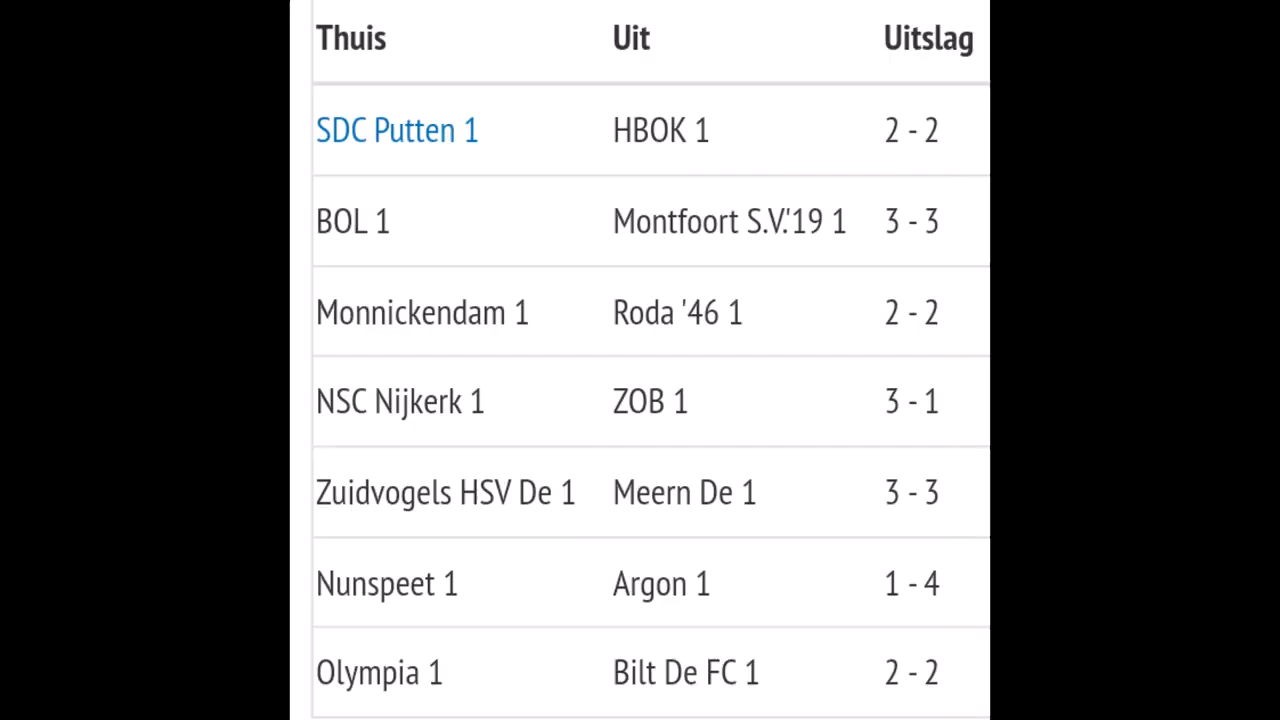 Thuis Uit Uitslag
SDC Putten 1 HBOK 1 2 - 2
BOL 1 Montfoort S.V.'19 1 3 - 3
Monnickendam 1 Roda '46 1 2 - 2
NSC Nijkerk 1 ZOB 1 3 - 1
Zuidvogels HSV De 1 Meern De 1 3 - 3
Nunspeet 1 Argon 1 1 - 4
Olympia 1 Bilt De FC 1 2 - 2